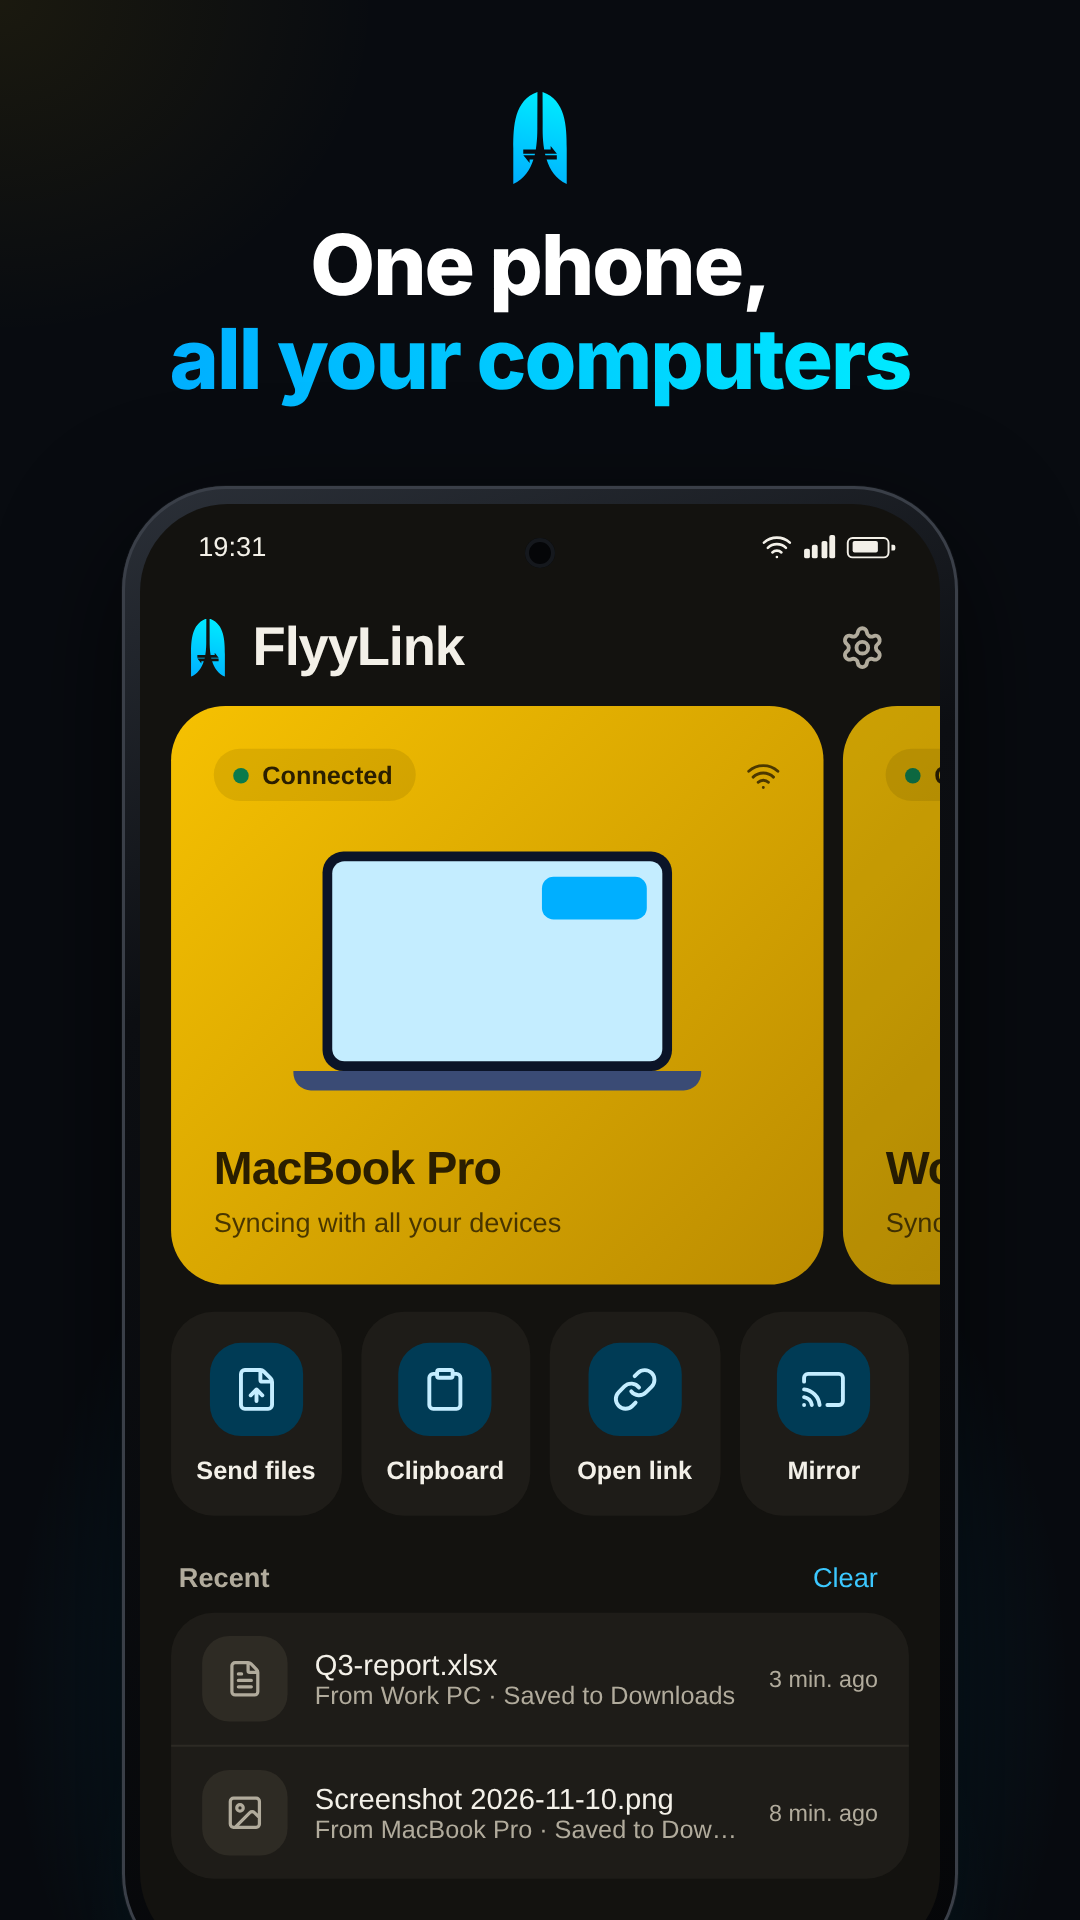 One phone,
all your computers
19:31
FlyyLink
Connected
MacBook Pro
Syncing with all your devices
Send files
Clipboard
Open link
Mirror
Recent
Clear
Q3-report.xlsx
3 min. ago
From Work PC · Saved to Downloads
Screenshot 2026-11-10.png
8 min. ago
From MacBook Pro · Saved to Dow…